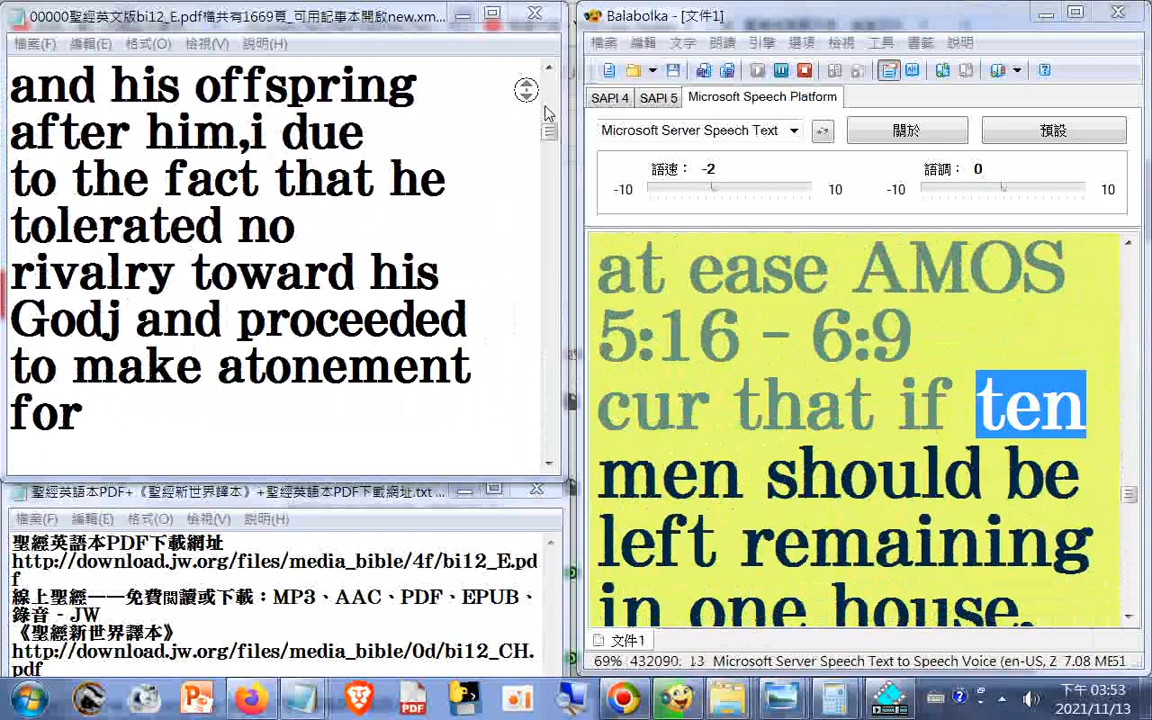 00000聖經英文版bi12_E.pdf檔共有1669頁_可用記事本開啟new.xm...
檔案(F) 編輯(E) 格式(O) 檢視(V) 說明(H)
and his offspring
after him,i due
to the fact that he
tolerated no
rivalry toward his
Godj and proceeded
to make atonement
for
聖經英語本PDF+《聖經新世界譯本》+聖經英語本PDF下載網址.txt ...
檔案(F) 編輯(E) 格式(O) 檢視(V) 說明(H)
聖經英語本PDF下載網址
http://download.jw.org/files/media_bible/4f/bi12_E.pd
f
線上聖經——免費閱讀或下載：MP3、AAC、PDF、EPUB、
錄音 - JW
《聖經新世界譯本》
http://download.jw.org/files/media_bible/0d/bi12_CH.
pdf
Balabolka - [文件1]
檔案 編輯 文字 朗讀 引擎 選項 檢視 工具 書籤 說明
SAPI 4 SAPI 5 Microsoft Speech Platform
Microsoft Server Speech Text 關於 預設
語速： -2 語調： 0
-10 10 -10 10
at ease AMOS
5:16 - 6:9
cur that if ten
men should be
left remaining
in one house,
文件1
69% 432090. 13 Microsoft Server Speech Text to Speech Voice (en-US, Z 7.08 ME51
下午 03:53
2021/11/13